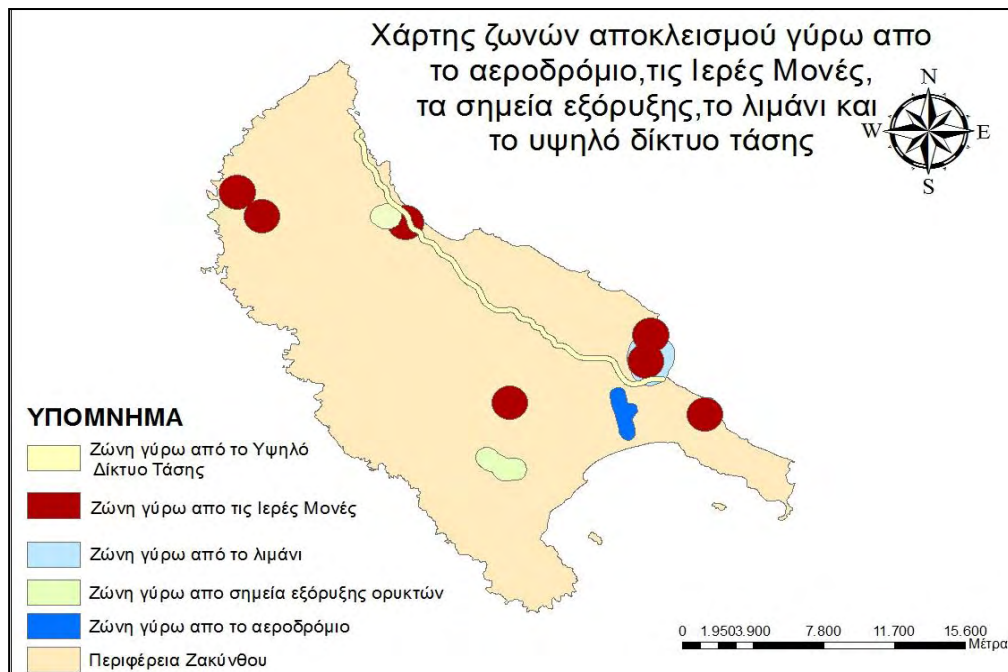 Χάρτης ζωνών αποκλεισμού γύρω απο
το αεροδρόμιο,τις Ιερές Μονές,
τα σημεία εξόρυξης,το λιμάνι και
το υψηλό δίκτυο τάσης
N
W E
S
ΥΠΟΜΝΗΜΑ
Ζώνη γύρω από το Υψηλό
Δίκτυο Τάσης
Ζώνη γύρω απο τις Ιερές Μονές
Ζώνη γύρω από το λιμάνι
Ζώνη γύρω απο σημεία εξόρυξης ορυκτών
Ζώνη γύρω απο το αεροδρόμιο
Περιφέρεια Ζακύνθου
0 1.9503.900 7.800 11.700 15.600
Μέτρα